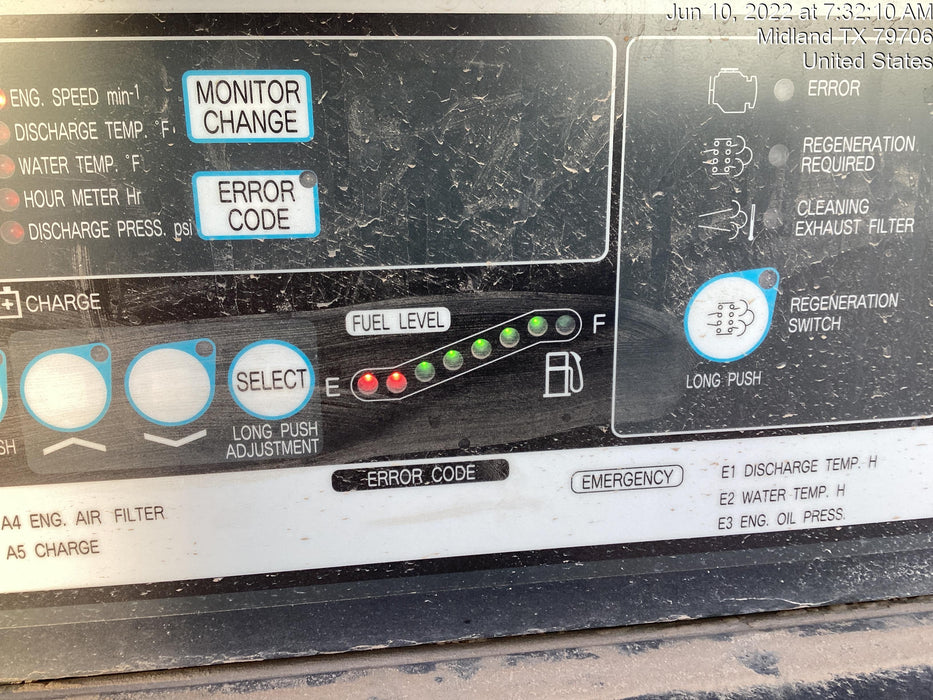 Jun 10, 2022 at 7:32:10 AM
Midland TX 79706
United States
ENG. SPEED min-1
DISCHARGE TEMP. °F
WATER TEMP. °F
HOUR METER Hr
DISCHARGE PRESS. psi
MONITOR
CHANGE
ERROR
CODE
ERROR
REGENERATION
REQUIRED
CLEANING
EXHAUST FILTER
REGENERATION
SWITCH
LONG PUSH
CHARGE
FUEL LEVEL
E
F
SELECT
LONG PUSH
ADJUSTMENT
SH
ERROR CODE
EMERGENCY
A4 ENG. AIR FILTER
A5 CHARGE
E1 DISCHARGE TEMP. H
E2 WATER TEMP. H
E3 ENG. OIL PRESS.